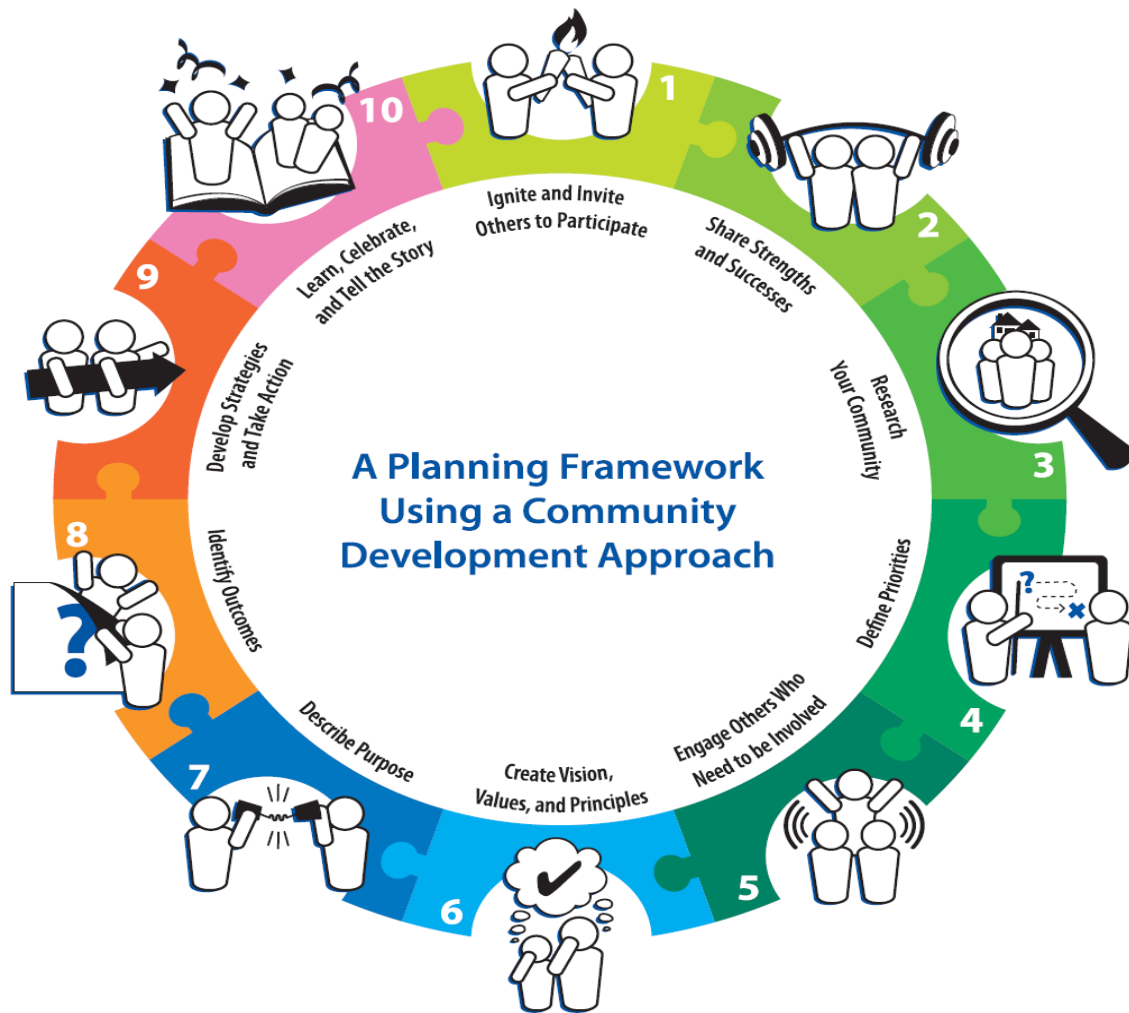 A Planning Framework
Using a Community
Development Approach
1
Ignite and Invite
Others to Participate
2
Share Strengths
and Successes
3
Research
Your Community
4
Define Priorities
?
5
Engage Others Who
Need to be Involved
6
Create Vision,
Values, and Principles
7
Describe Purpose
8
Identify Outcomes
?
9
Develop Strategies
and Take Action
10
Learn, Celebrate,
and Tell the Story